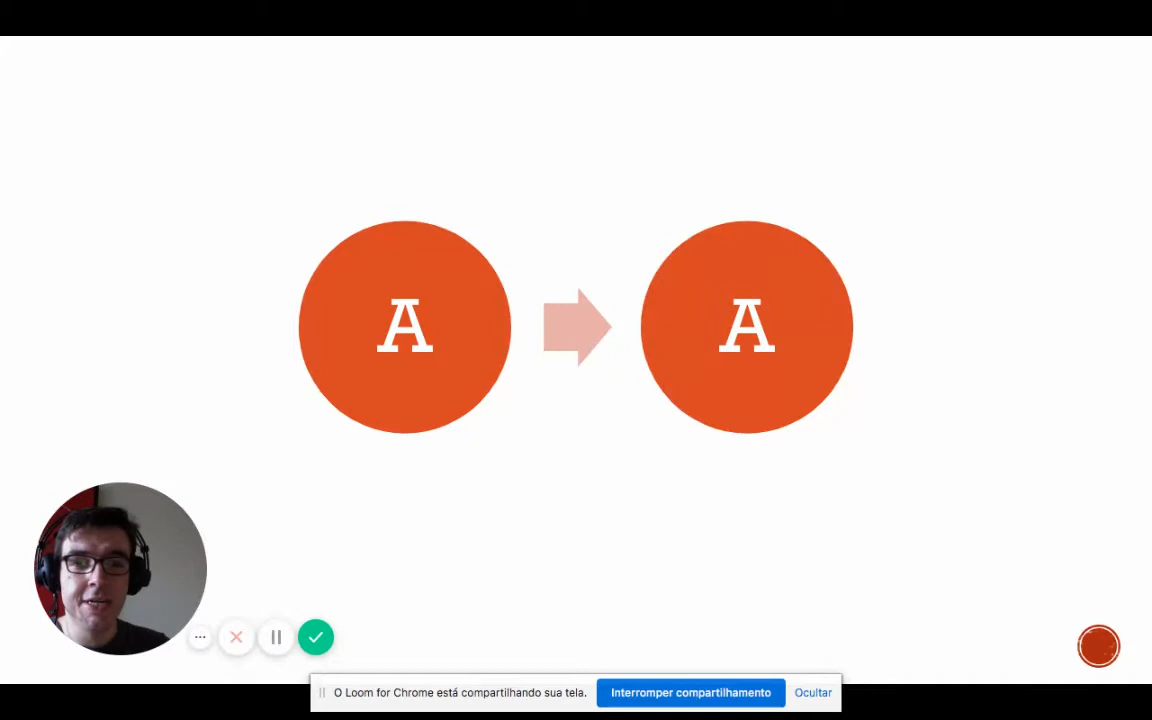 A
A
O Loom for Chrome está compartilhando sua tela.
Interromper compartilhamento
Ocultar